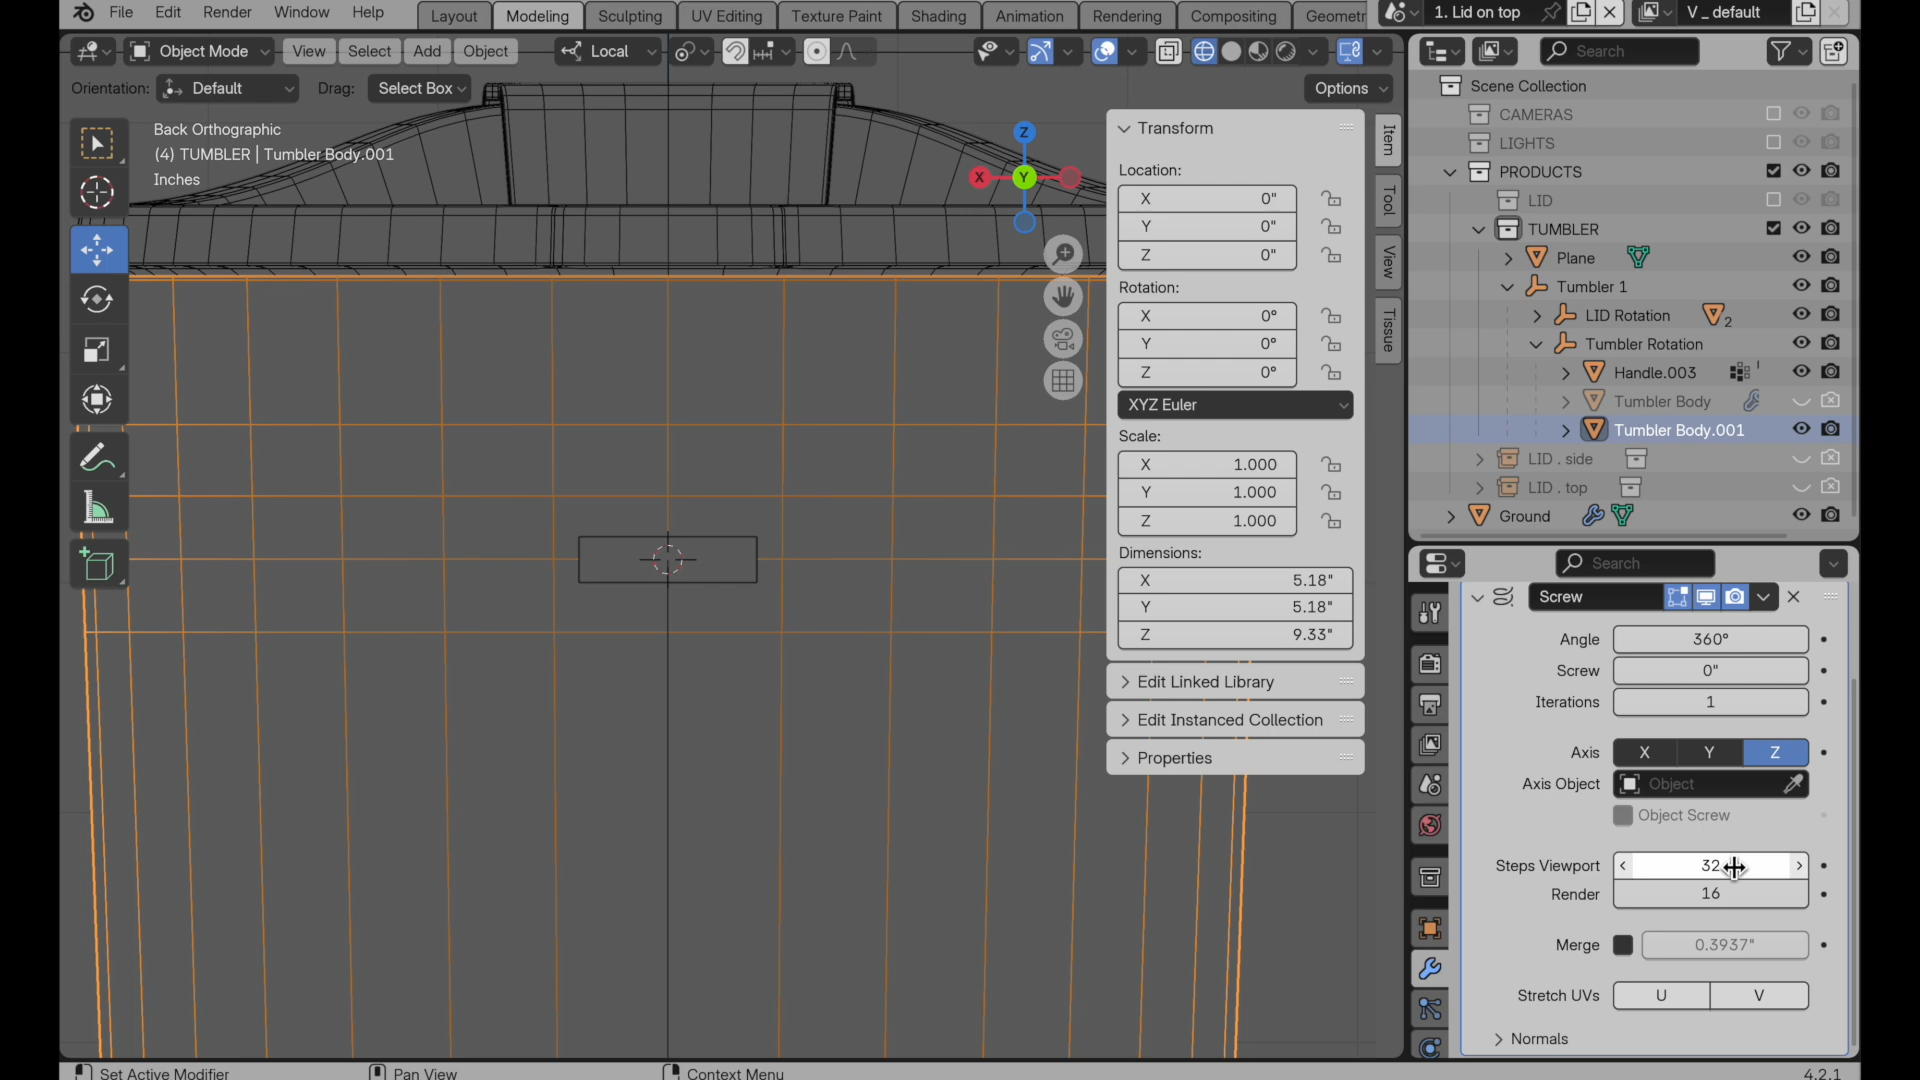 File Edit Render Window Help Layout Modeling Sculpting UV Editing Texture Paint Shading Animation Rendering Compositing Geometr 1. Lid on top V _ default
Object Mode View Select Add Object Local Search
Orientation: Default Drag: Select Box Options
Back Orthographic
(4) TUMBLER | Tumbler Body.001
Inches
Z
X
Y
Transform
Location:
X 0"
Y 0"
Z 0"
Rotation:
X 0°
Y 0°
Z 0°
XYZ Euler
Scale:
X 1.000
Y 1.000
Z 1.000
Dimensions:
X 5.18"
Y 5.18"
Z 9.33"
Edit Linked Library
Edit Instanced Collection
Properties
Item
Tool
View
Tissue
Scene Collection
CAMERAS
LIGHTS
PRODUCTS
LID
TUMBLER
Plane
Tumbler 1
LID Rotation 2
Tumbler Rotation
Handle.003
Tumbler Body
Tumbler Body.001
LID . side
LID . top
Ground
Search
Screw
Angle 360°
Screw 0"
Iterations 1
Axis X Y Z
Axis Object Object
Object Screw
Steps Viewport 32
Render 16
Merge 0.3937"
Stretch UVs U V
Normals
Set Active Modifier Pan View Context Menu 4.2.1